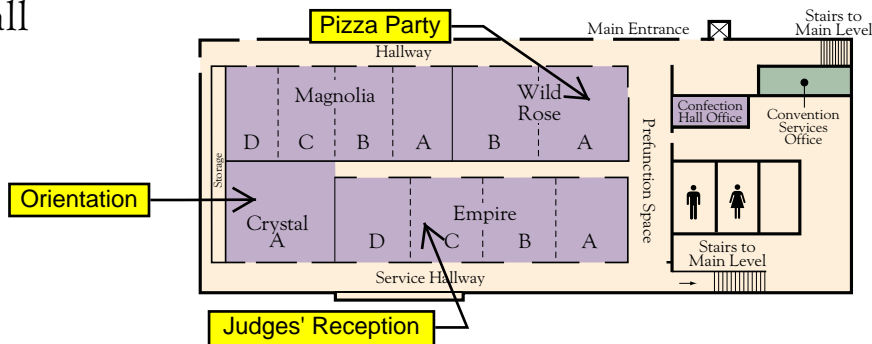 all
Pizza Party
Main Entrance
Stairs to
Main Level
Hallway
Magnolia
Wild
Rose
D C B A B A
Confection
Hall Office
Convention
Services
Office
Storage
Prefunction Space
Orientation
Crystal
A
Empire
D C B A
Stairs to
Main Level
Service Hallway
Judges' Reception